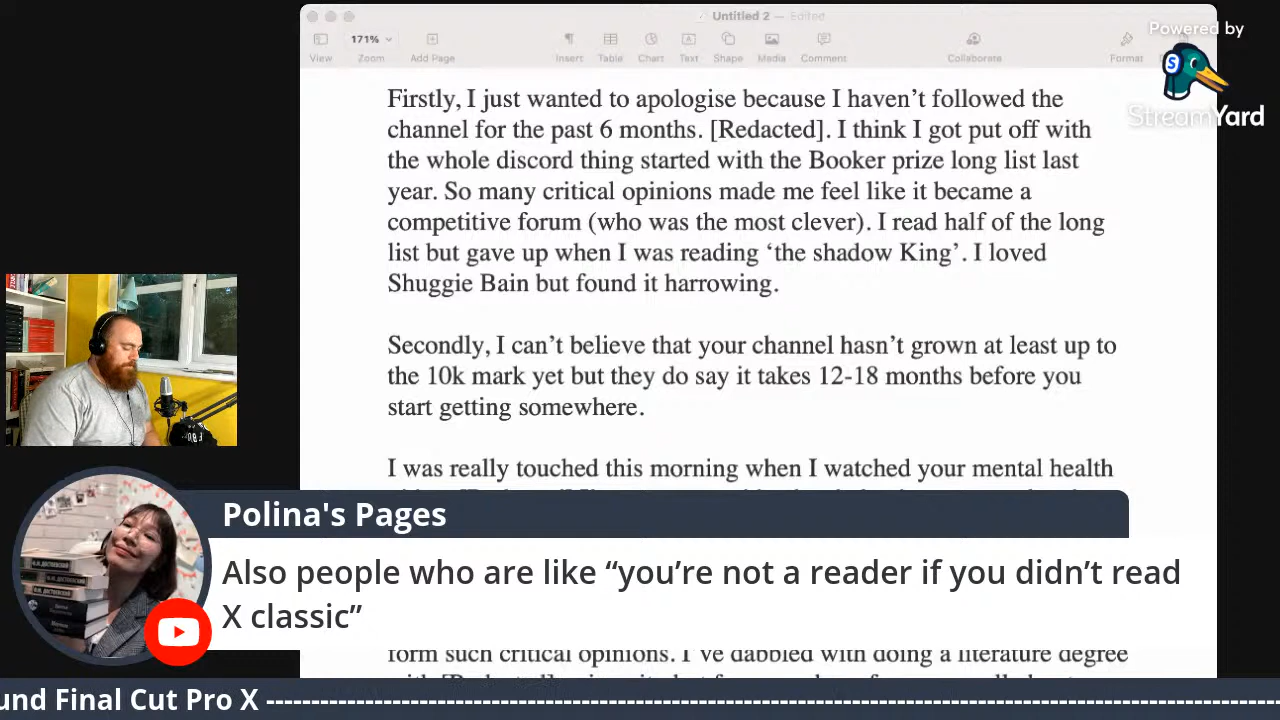 Untitled 2 — Edited
171%
View Zoom Add Page Insert Table Chart Text Shape Media Comment Collaborate Format
Powered by
S
StreamYard
Firstly, I just wanted to apologise because I haven’t followed the
channel for the past 6 months. [Redacted]. I think I got put off with
the whole discord thing started with the Booker prize long list last
year. So many critical opinions made me feel like it became a
competitive forum (who was the most clever). I read half of the long
list but gave up when I was reading ‘the shadow King’. I loved
Shuggie Bain but found it harrowing.
Secondly, I can’t believe that your channel hasn’t grown at least up to
the 10k mark yet but they do say it takes 12-18 months before you
start getting somewhere.
I was really touched this morning when I watched your mental health
Polina's Pages
Also people who are like “you’re not a reader if you didn’t read
X classic”
form such critical opinions. I’ve dabbled with doing a literature degree
und Final Cut Pro X